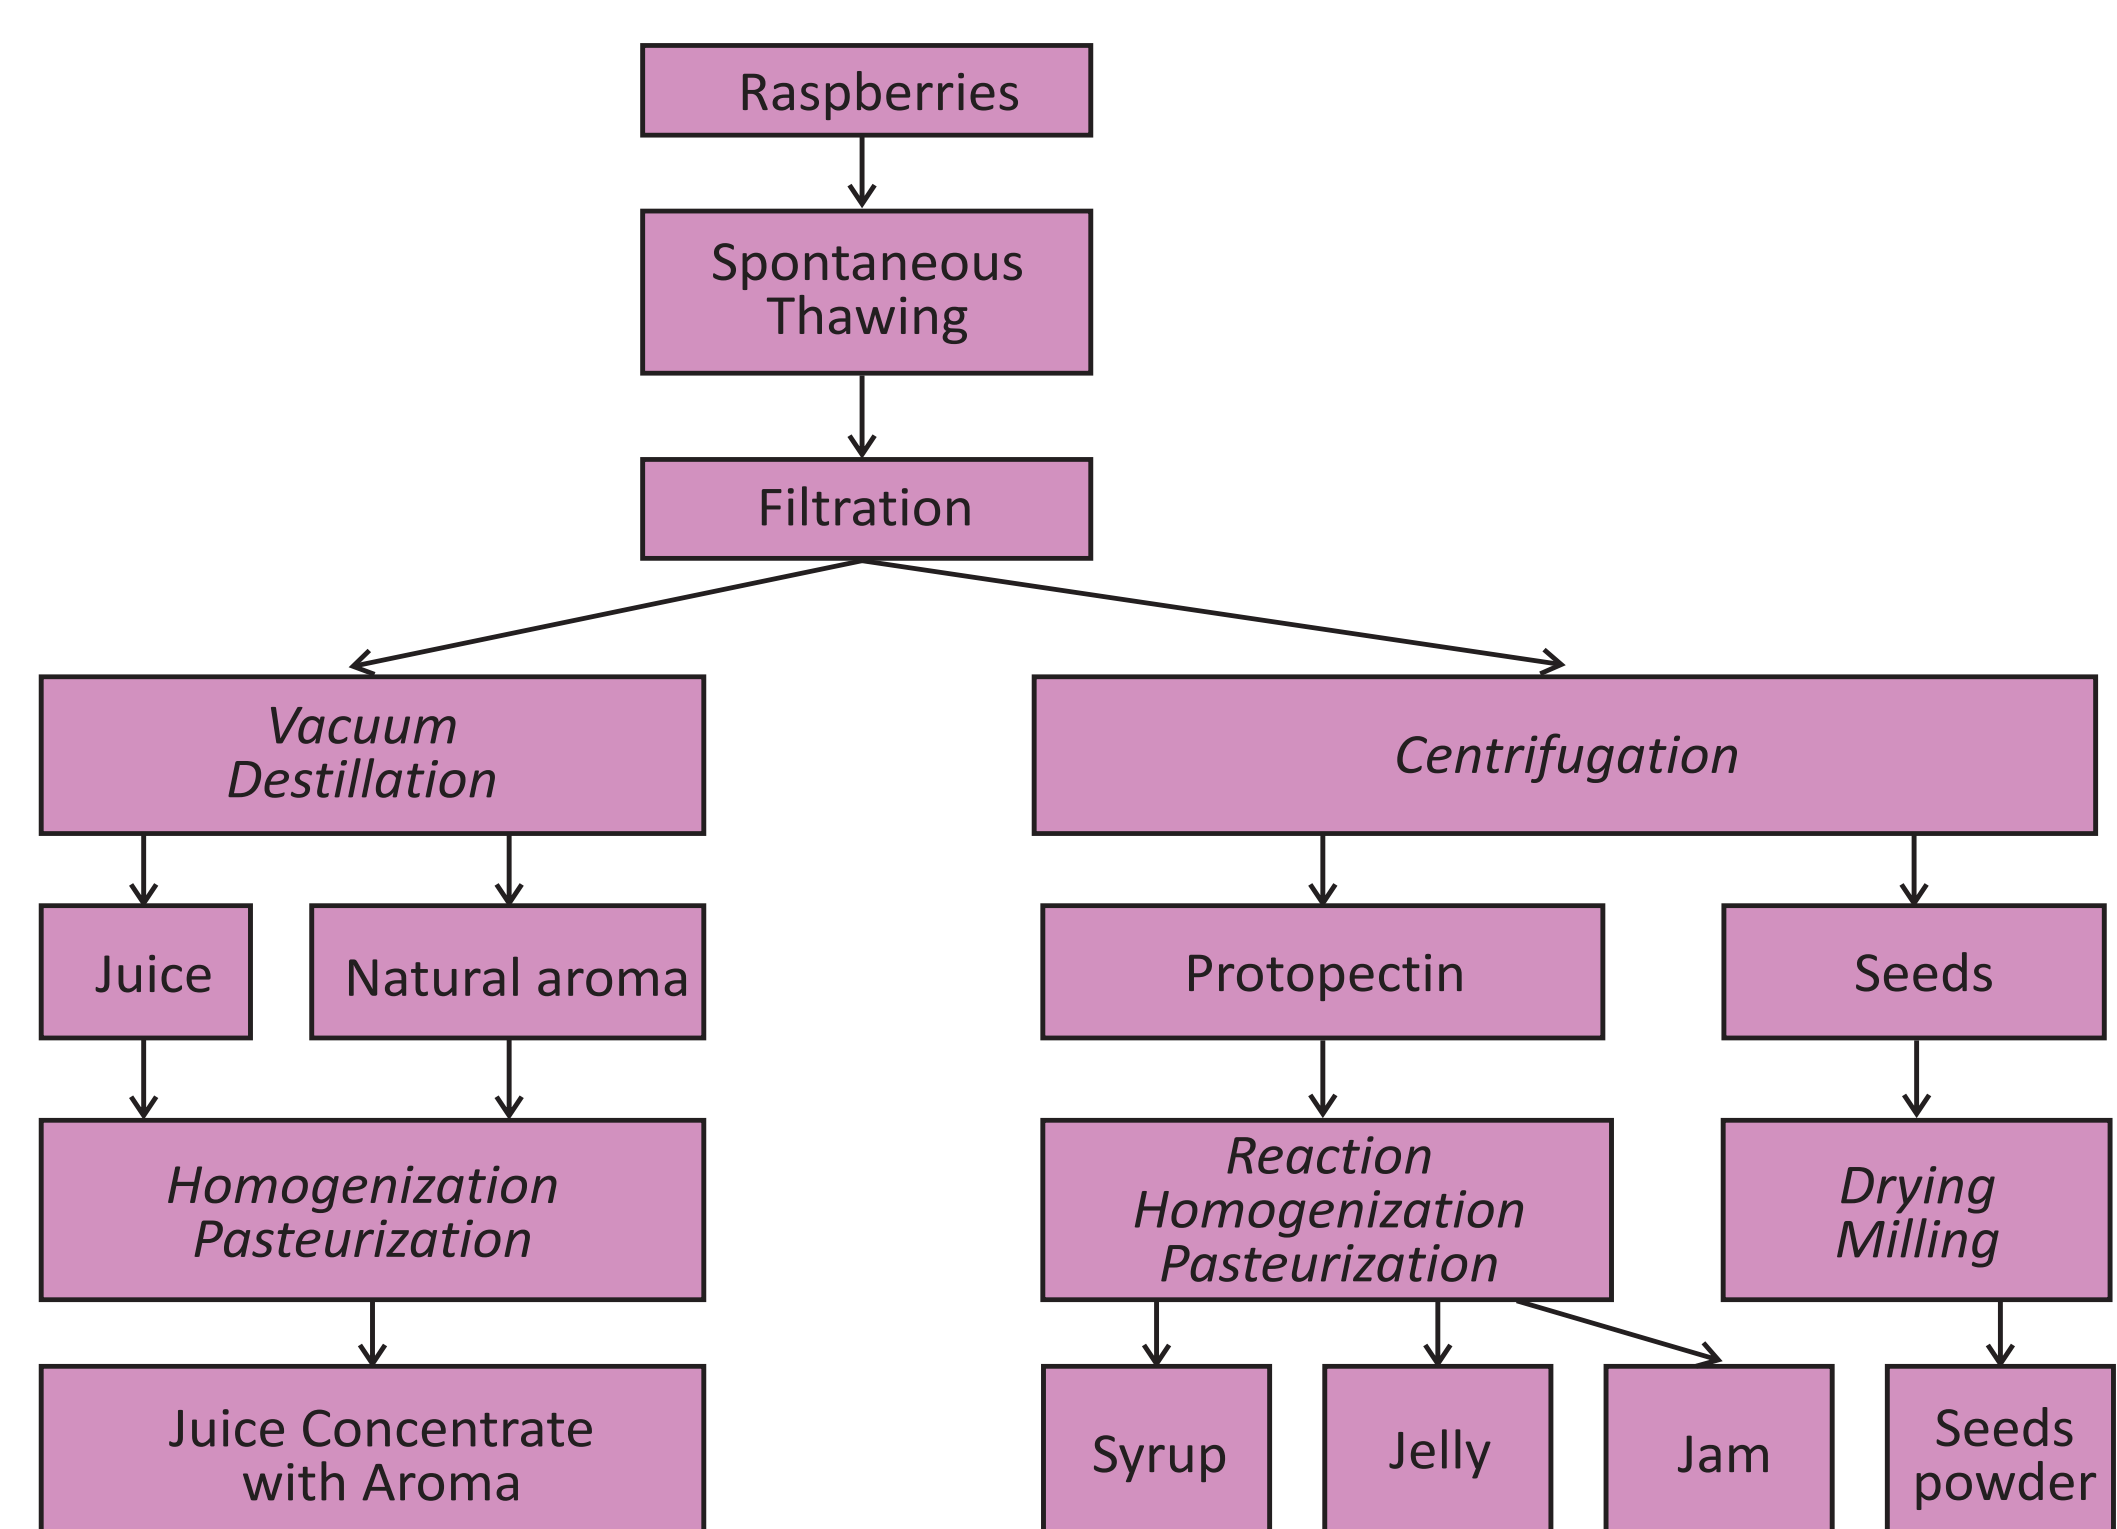 Raspberries
Spontaneous
Thawing
Filtration
Vacuum
Destillation
Centrifugation
Juice
Natural aroma
Protopectin
Seeds
Homogenization
Pasteurization
Reaction
Homogenization
Pasteurization
Drying
Milling
Juice Concentrate
with Aroma
Syrup
Jelly
Jam
Seeds
powder